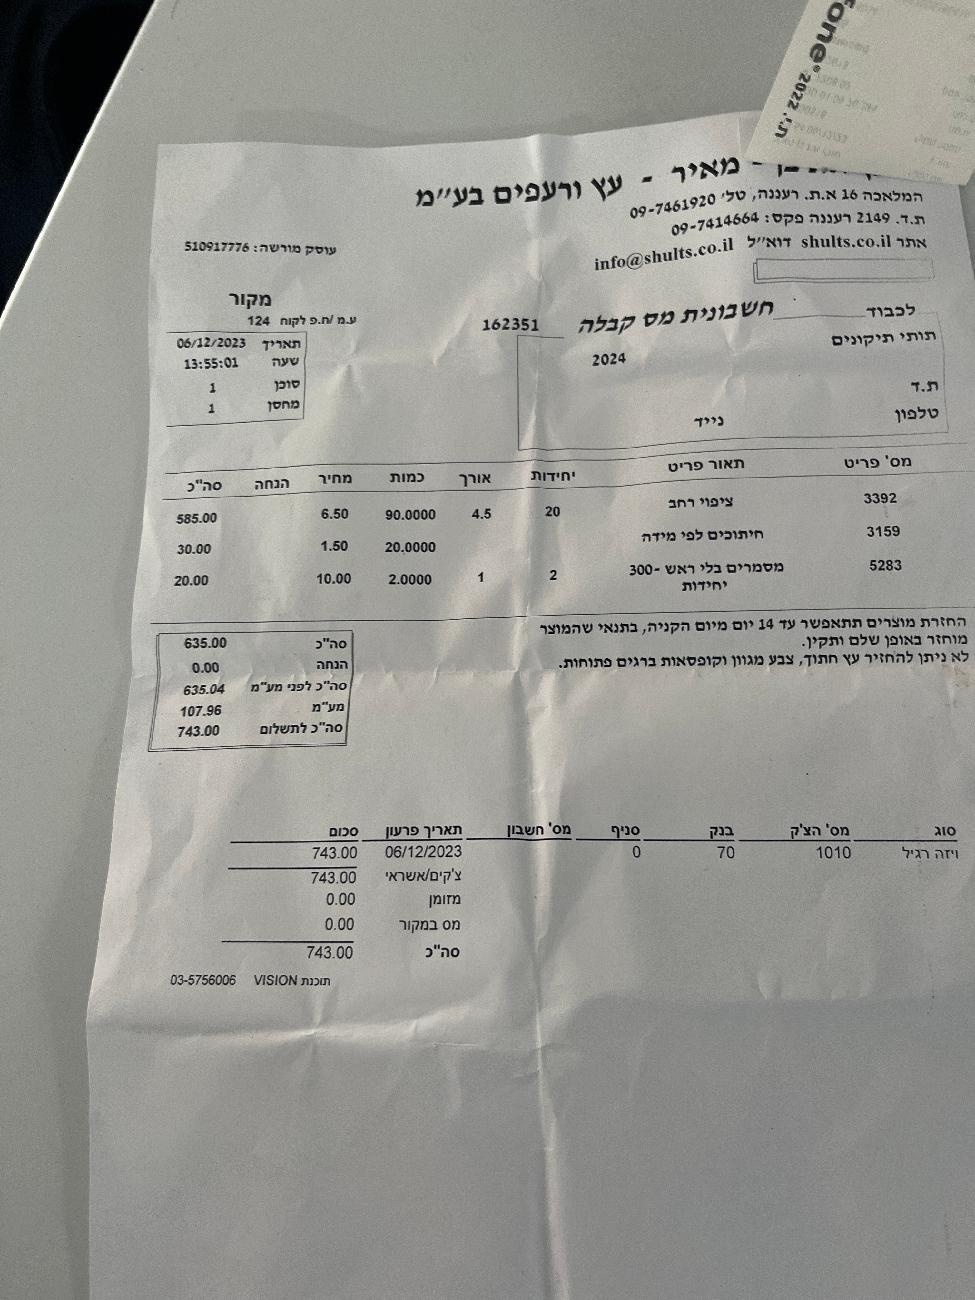 fone® 2022 .י.ת
מאיר - עץ ורעפים בע"מ
המלאכה 16 א.ת. רעננה, טל' 09-7461920
ת.ד. 2149 רעננה פקס: 09-7414664
אתר shults.co.il דוא"ל info@shults.co.il
עוסק מורשה: 510917776
מקור
ע.מ /ח.פ לקוח 124
תאריך 06/12/2023
שעה 13:55:01
סוכן 1
מחסן 1
לכבוד
חשבונית מס קבלה 162351
תותי תיקונים
2024
ת.ד
טלפון נייד
מס' פריט תאור פריט יחידות אורך כמות מחיר הנחה סה"כ
3392 ציפוי רחב 20 4.5 90.0000 6.50 585.00
3159 חיתוכים לפי מידה 20.0000 1.50 30.00
5283 מסמרים בלי ראש -300 2 1 2.0000 10.00 20.00
יחידות
החזרת מוצרים תתאפשר עד 14 יום מיום הקניה, בתנאי שהמוצר
מוחזר באופן שלם ותקין.
לא ניתן להחזיר עץ חתוך, צבע מגוון וקופסאות ברגים פתוחות.
סה"כ 635.00
הנחה 0.00
סה"כ לפני מע"מ 635.04
מע"מ 107.96
סה"כ לתשלום 743.00
סוג מס' הצ'ק בנק סניף מס' חשבון תאריך פרעון סכום
ויזה רגיל 1010 70 0 06/12/2023 743.00
צ'קים/אשראי 743.00
מזומן 0.00
מס במקור 0.00
סה"כ 743.00
תוכנת VISION 03-5756006